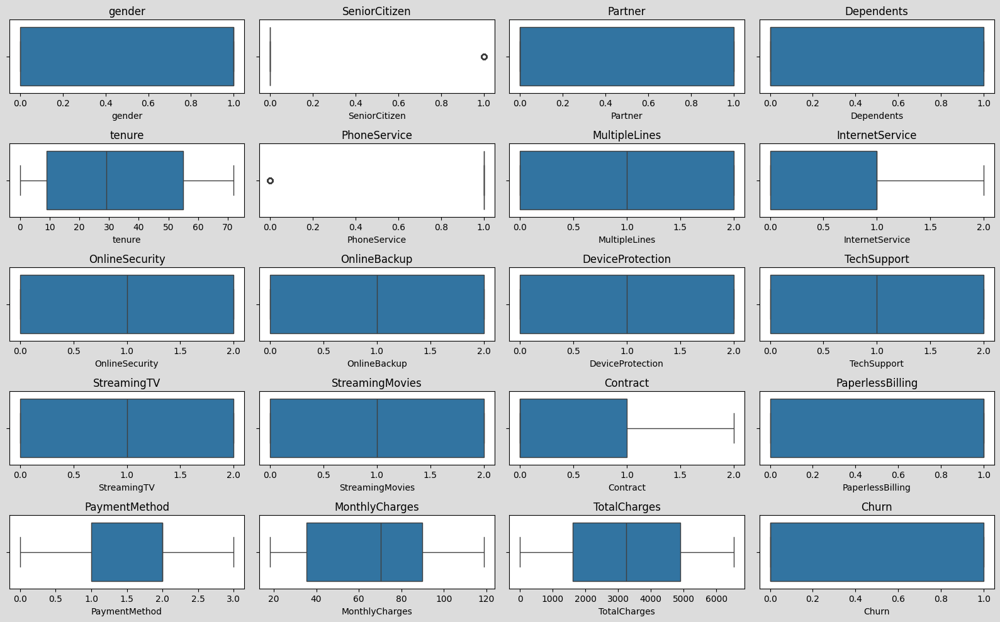 gender SeniorCitizen Partner Dependents
0.0 0.2 0.4 0.6 0.8 1.0 0.0 0.2 0.4 0.6 0.8 1.0 0.0 0.2 0.4 0.6 0.8 1.0 0.0 0.2 0.4 0.6 0.8 1.0
gender SeniorCitizen Partner Dependents
tenure PhoneService MultipleLines InternetService
0 10 20 30 40 50 60 70 0.0 0.2 0.4 0.6 0.8 1.0 0.0 0.5 1.0 1.5 2.0 0.0 0.5 1.0 1.5 2.0
tenure PhoneService MultipleLines InternetService
OnlineSecurity OnlineBackup DeviceProtection TechSupport
0.0 0.5 1.0 1.5 2.0 0.0 0.5 1.0 1.5 2.0 0.0 0.5 1.0 1.5 2.0 0.0 0.5 1.0 1.5 2.0
OnlineSecurity OnlineBackup DeviceProtection TechSupport
StreamingTV StreamingMovies Contract PaperlessBilling
0.0 0.5 1.0 1.5 2.0 0.0 0.5 1.0 1.5 2.0 0.0 0.5 1.0 1.5 2.0 0.0 0.2 0.4 0.6 0.8 1.0
StreamingTV StreamingMovies Contract PaperlessBilling
PaymentMethod MonthlyCharges TotalCharges Churn
0.0 0.5 1.0 1.5 2.0 2.5 3.0 20 40 60 80 100 120 0 1000 2000 3000 4000 5000 6000 0.0 0.2 0.4 0.6 0.8 1.0
PaymentMethod MonthlyCharges TotalCharges Churn